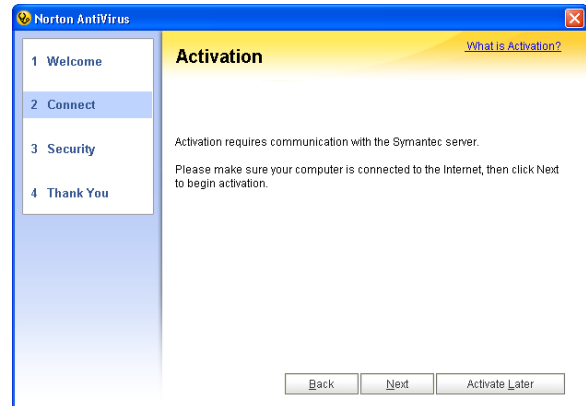 Norton AntiVirus
1 Welcome
2 Connect
3 Security
4 Thank You
Activation
What is Activation?
Activation requires communication with the Symantec server.
Please make sure your computer is connected to the Internet, then click Next
to begin activation.
Back
Next
Activate Later